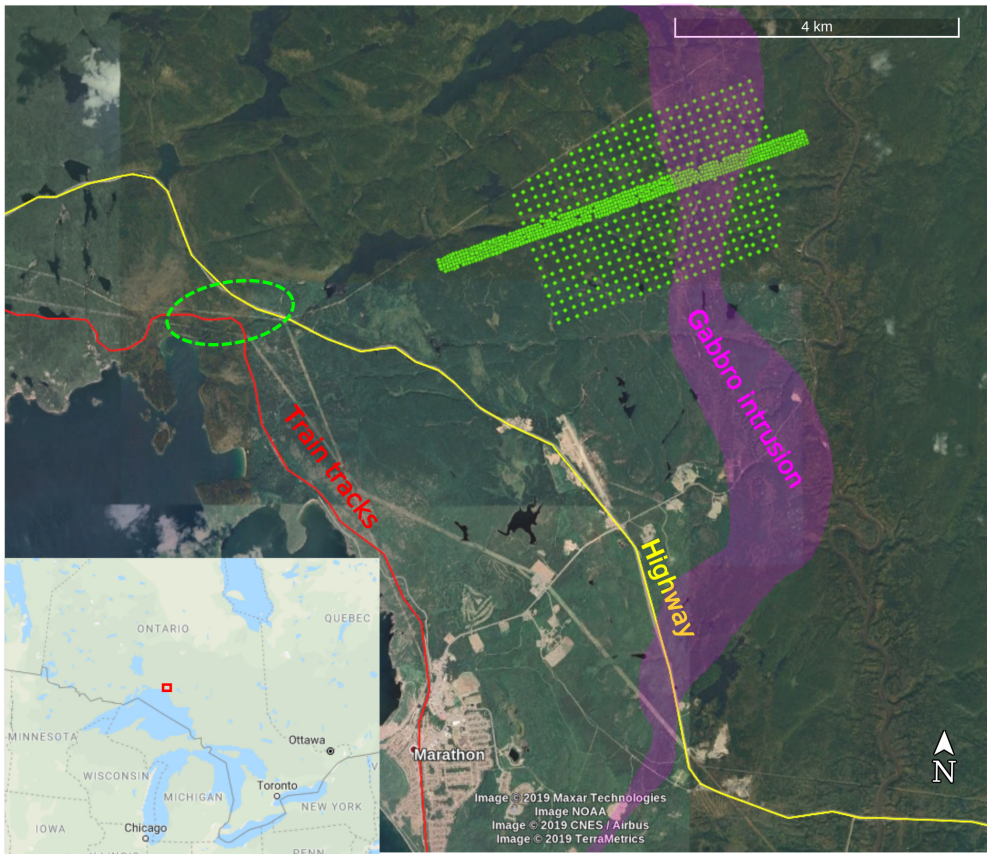 4 km
Gabbro intrusion
Train tracks
Highway
ONTARIO
QUEBEC
MINNESOTA
Ottawa
WISCONSIN
Toronto
MICHIGAN
NEW YORK
IOWA
Chicago
PENN
Marathon
N
Image © 2019 Maxar Technologies
Image NOAA
Image © 2019 CNES / Airbus
Image © 2019 TerraMetrics